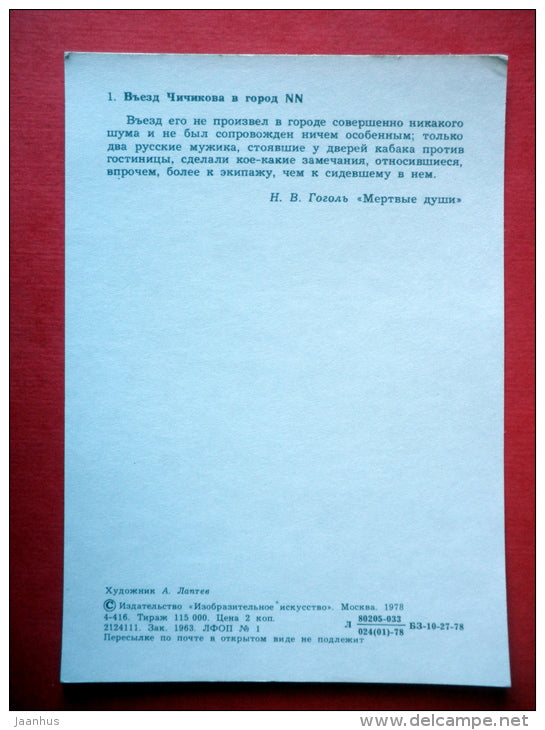 1. Въезд Чичикова в город NN
Въезд его не произвел в городе совершенно никакого
шума и не был сопровожден ничем особенным; только
два русские мужика, стоявшие у дверей кабака против
гостиницы, сделали кое-какие замечания, относившиеся,
впрочем, более к экипажу, чем к сидевшему в нем.
Н. В. Гоголь «Мертвые души»
Художник А. Лаптев
© Издательство «Изобразительное искусство». Москва. 1978
4-416. Тираж 115 000. Цена 2 коп.
2124111. Зак. 1963. ЛФОП № 1
Пересылке по почте в открытом виде не подлежит
Л 80205-033
024(01)-78 БЗ-10-27-78
jaanhus
www.delcampe.net